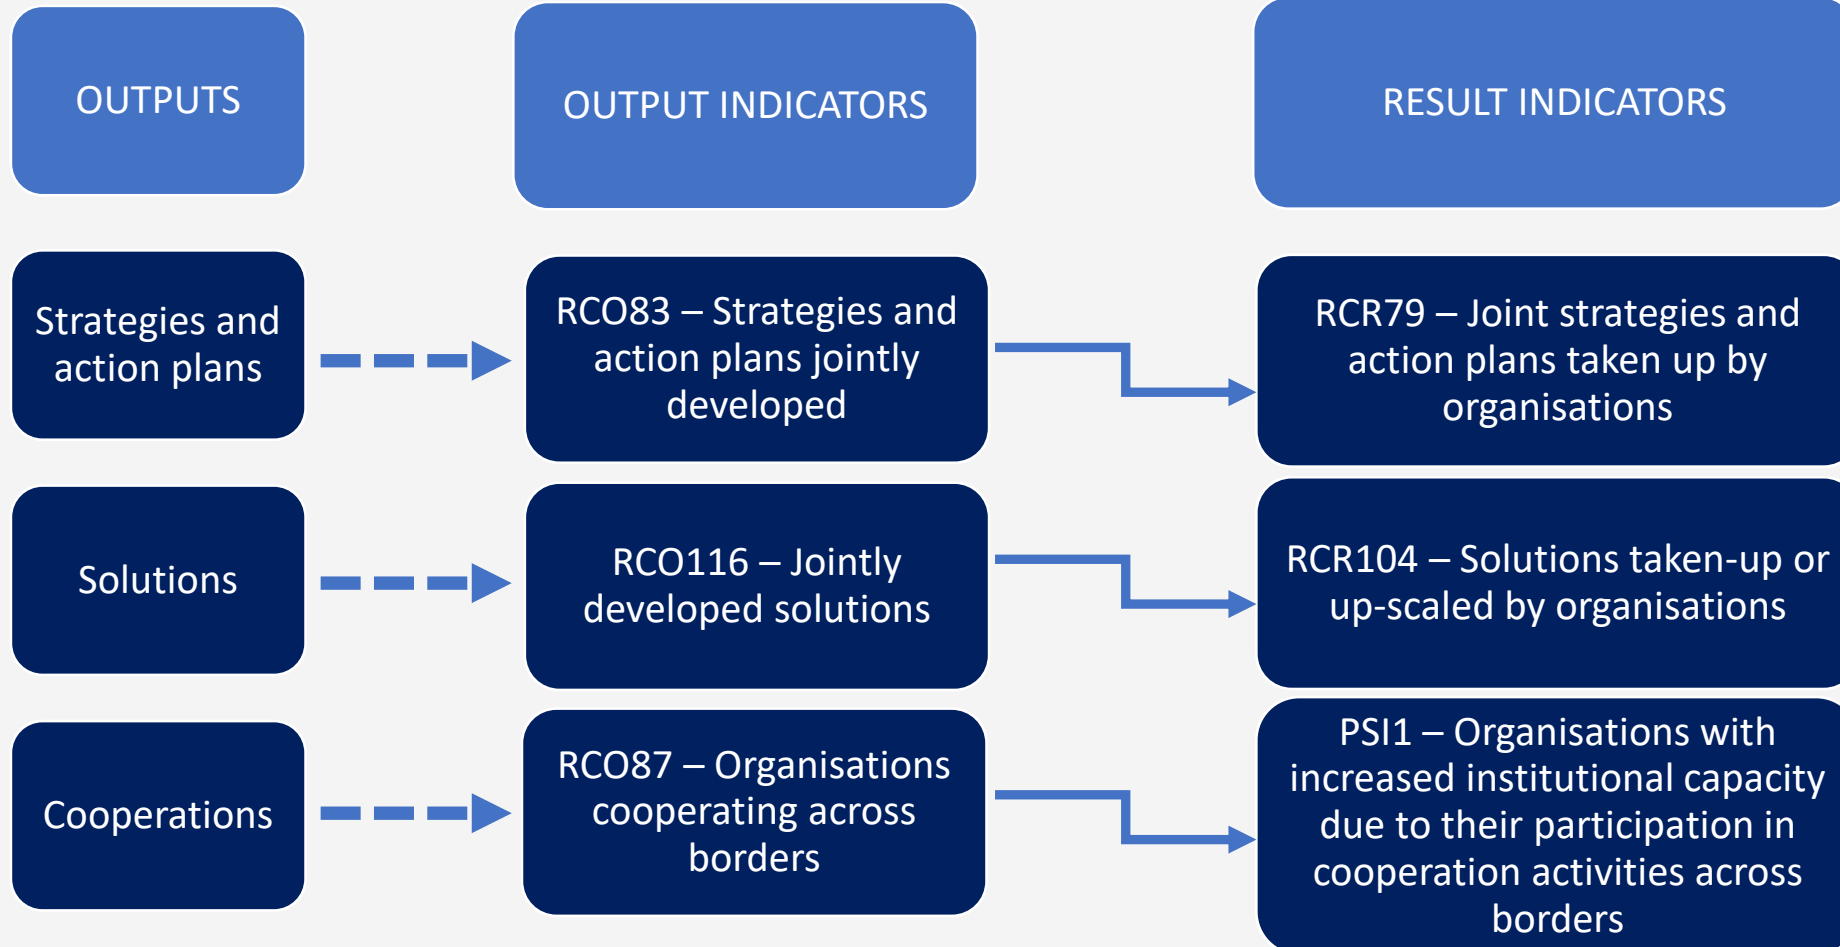 OUTPUTS
OUTPUT INDICATORS
RESULT INDICATORS
Strategies and
action plans
RCO83 – Strategies and
action plans jointly
developed
RCR79 – Joint strategies and
action plans taken up by
organisations
Solutions
RCO116 – Jointly
developed solutions
RCR104 – Solutions taken-up or
up-scaled by organisations
Cooperations
RCO87 – Organisations
cooperating across
borders
PSI1 – Organisations with
increased institutional capacity
due to their participation in
cooperation activities across
borders